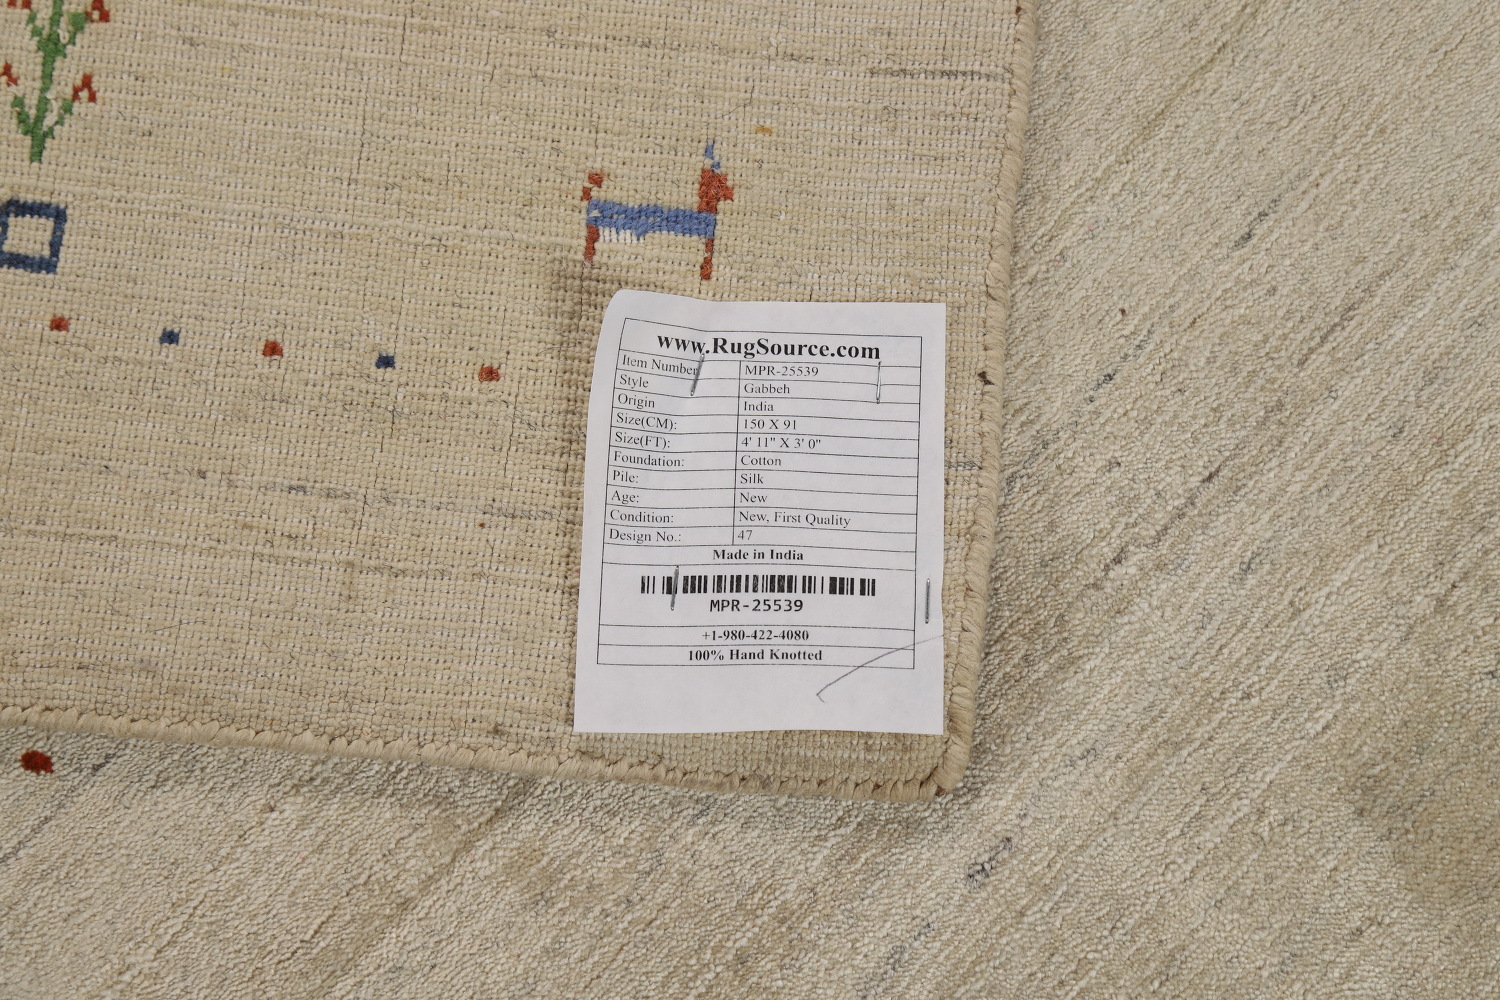 www.RugSource.com
Item Number MPR-25539
Style Gabbeh
Origin India
Size(CM): 150 X 91
Size(FT): 4' 11" X 3' 0"
Foundation: Cotton
Pile: Silk
Age: New
Condition: New, First Quality
Design No.: 47
Made in India
MPR-25539
+1-980-422-4080
100% Hand Knotted